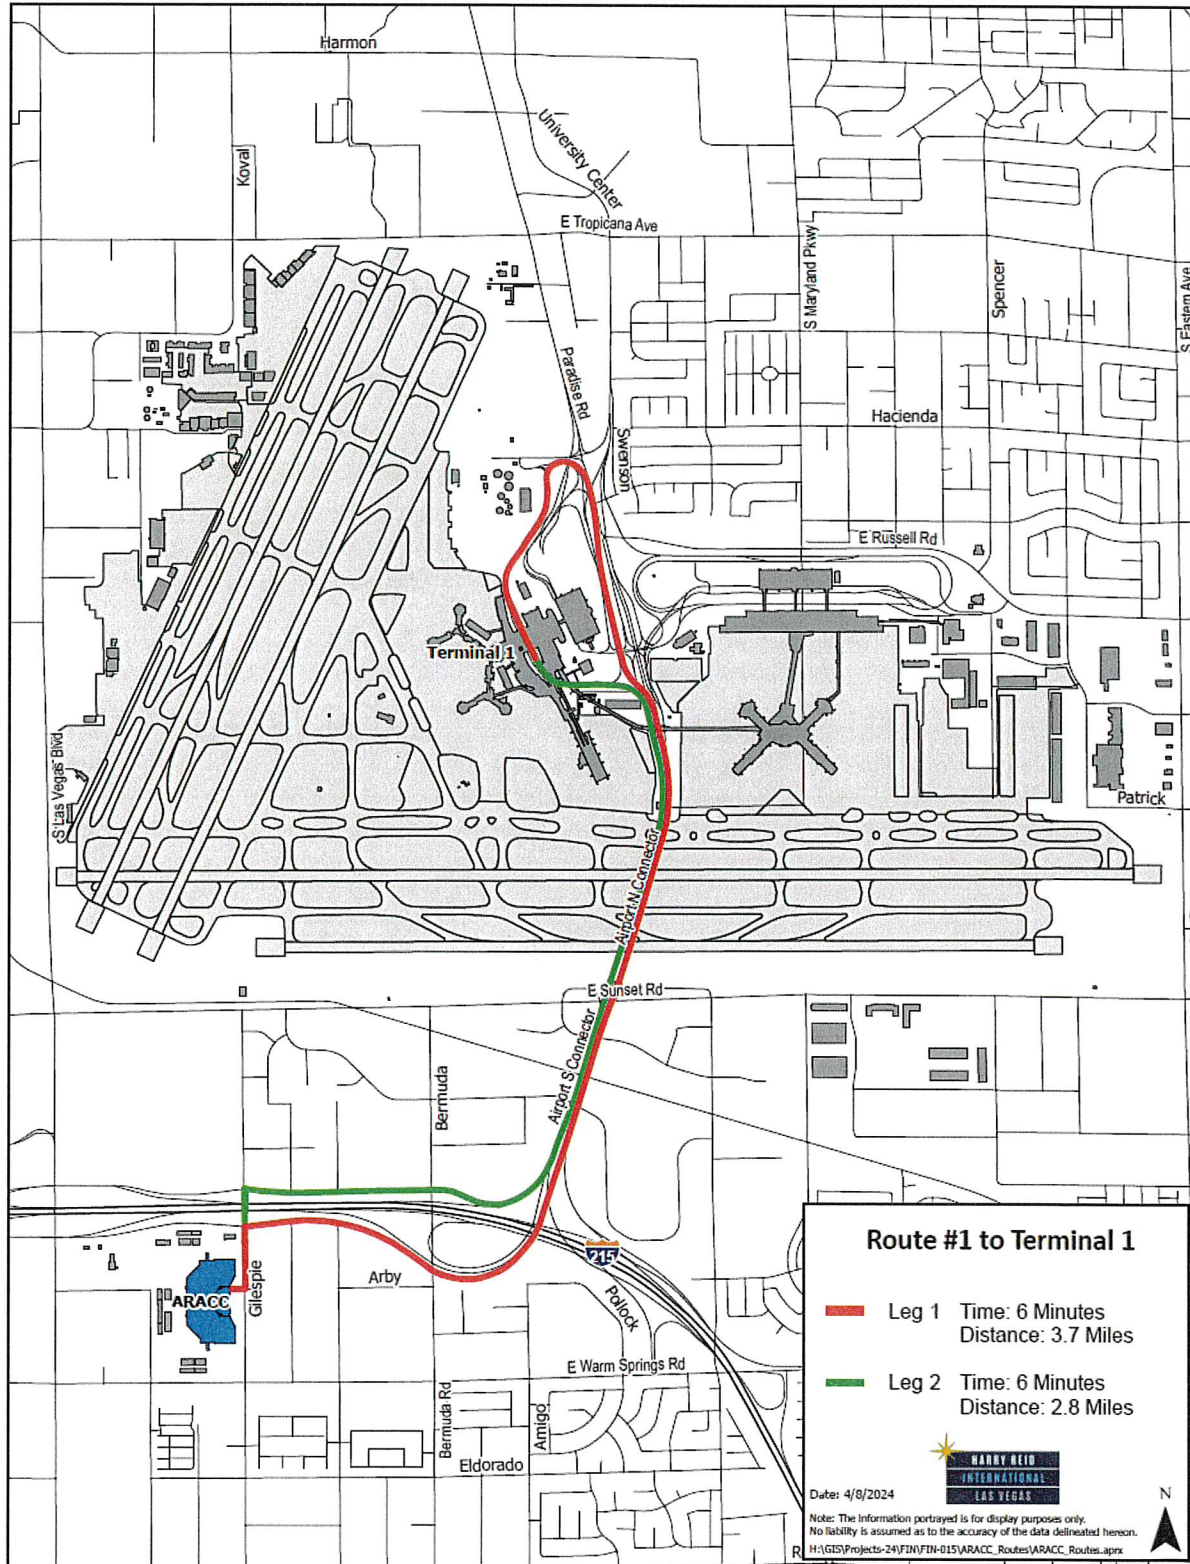 Harmon
University Center
Koval
E Tropicana Ave
S Maryland Pkwy
Spencer
S Eastern Ave
Paradise Rd
Hacienda
Swenson
E Russell Rd
Terminal 1
S Las Vegas Blvd
Patrick
Airport N Connector
E Sunset Rd
Airport S Connector
Bermuda
215
Arby
Gilespie
ARACC
Pollock
E Warm Springs Rd
Bermuda Rd
Amigo
Eldorado
Route #1 to Terminal 1
Leg 1 Time: 6 Minutes
Distance: 3.7 Miles
Leg 2 Time: 6 Minutes
Distance: 2.8 Miles
HARRY REID
INTERNATIONAL
LAS VEGAS
N
Date: 4/8/2024
Note: The information portrayed is for display purposes only.
No liability is assumed as to the accuracy of the data delineated hereon.
H:\GIS\Projects-24\FIN\FIN-015\ARACC_Routes\ARACC_Routes.aprx